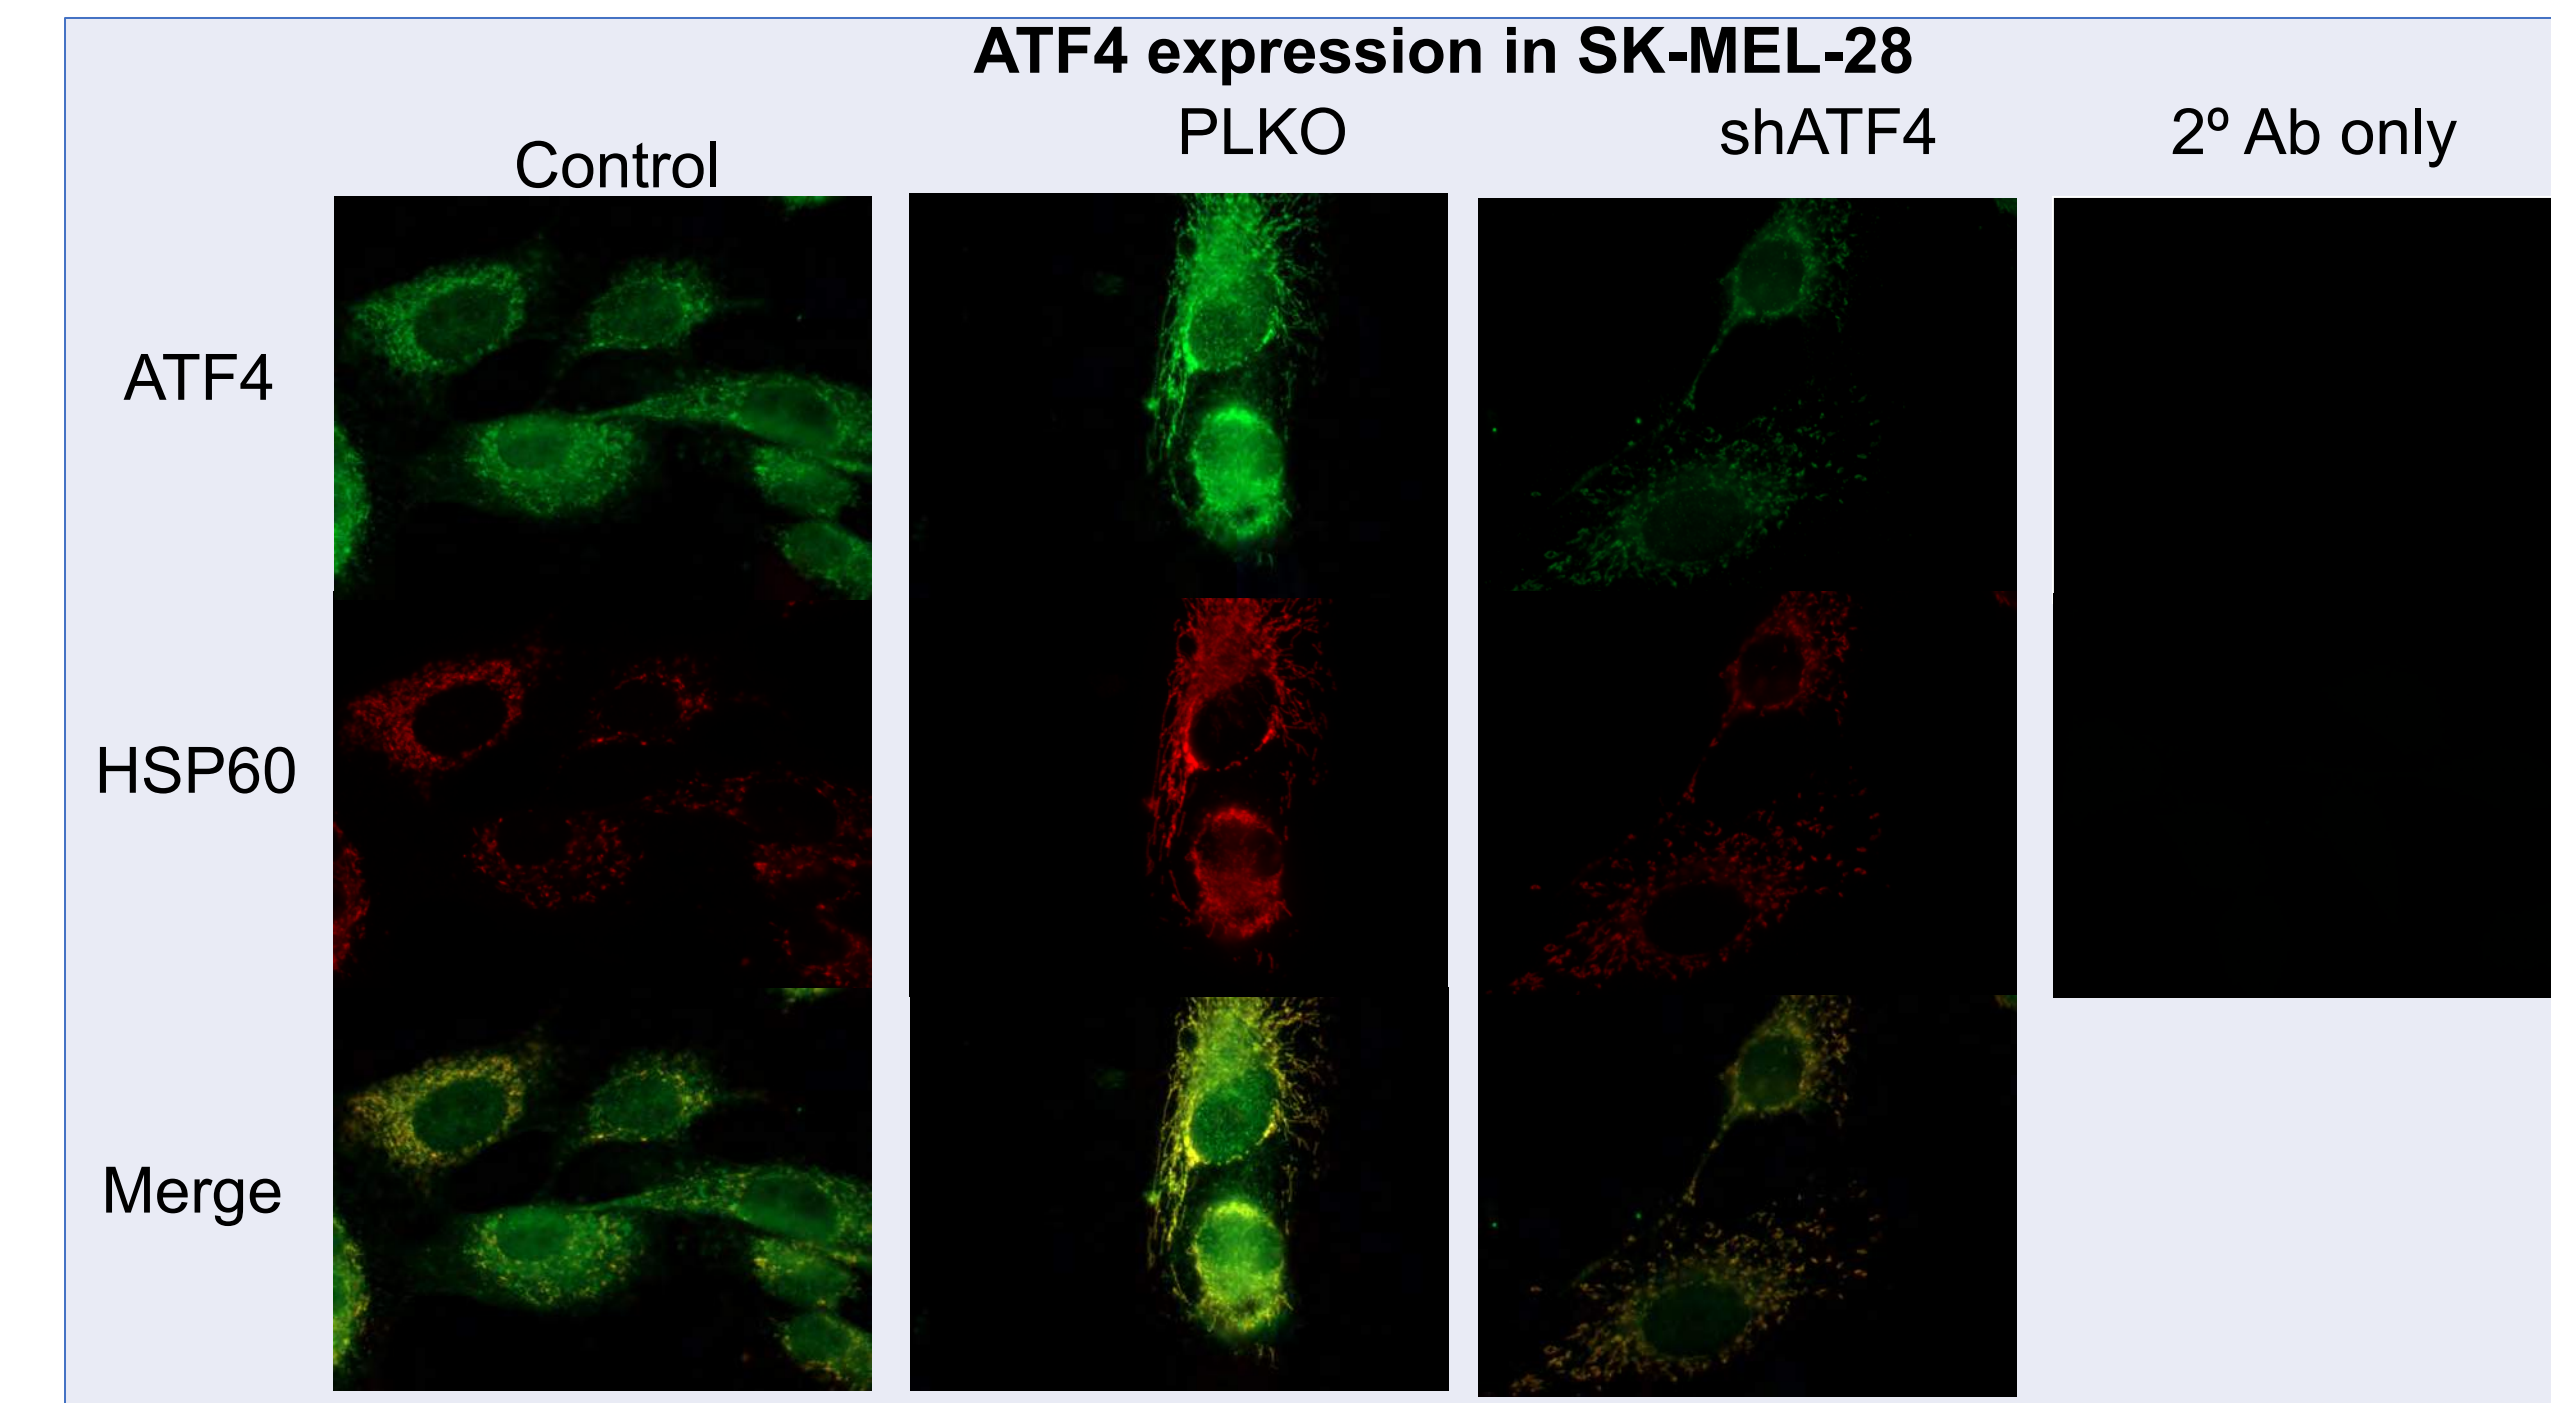 ATF4 expression in SK-MEL-28
Control
PLKO
shATF4
2º Ab only
ATF4
HSP60
Merge